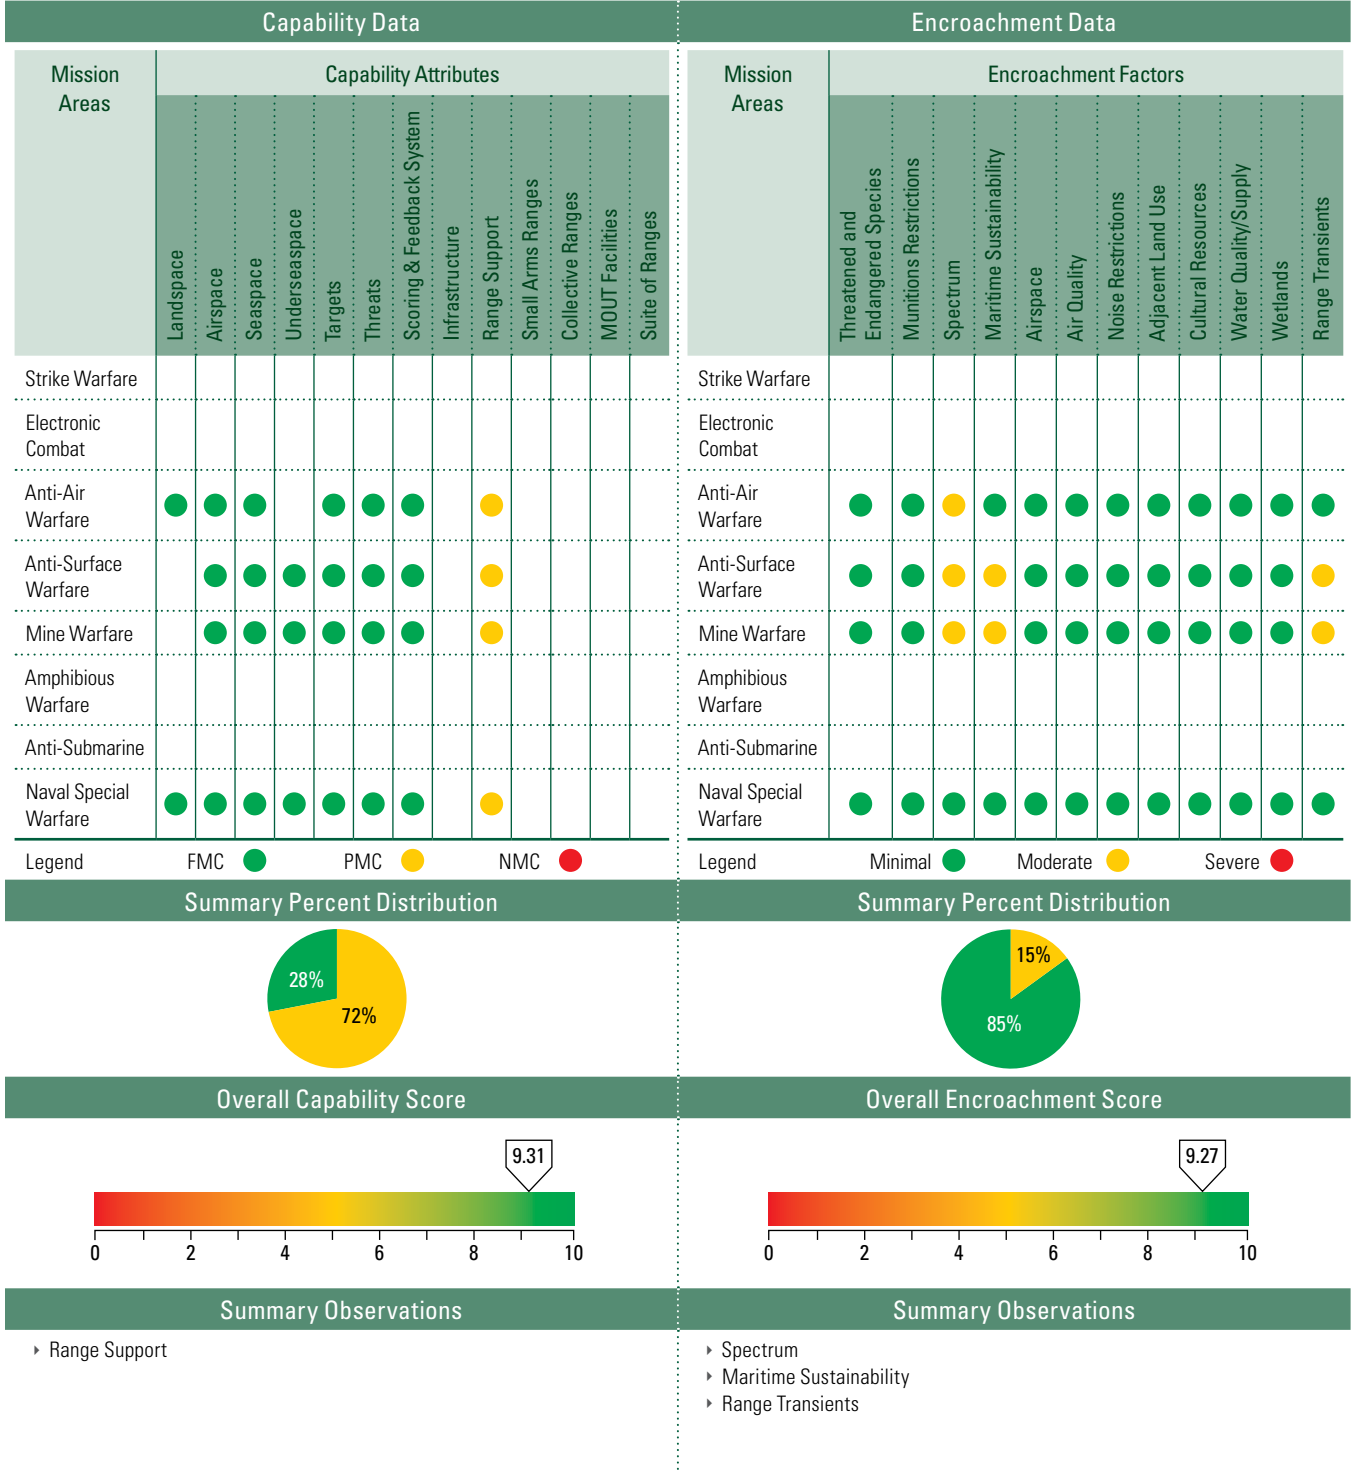 Capability Data
Mission
Areas
Capability Attributes
Landspace
Airspace
Seaspace
Underseaspace
Targets
Threats
Scoring & Feedback System
Infrastructure
Range Support
Small Arms Ranges
Collective Ranges
MOUT Facilities
Suite of Ranges
Strike Warfare
Electronic
Combat
Anti-Air
Warfare
Anti-Surface
Warfare
Mine Warfare
Amphibious
Warfare
Anti-Submarine
Naval Special
Warfare
Legend FMC PMC NMC
Summary Percent Distribution
28%
72%
Overall Capability Score
9.31
0 2 4 6 8 10
Summary Observations
Range Support
Encroachment Data
Mission
Areas
Encroachment Factors
Threatened and
Endangered Species
Munitions Restrictions
Spectrum
Maritime Sustainability
Airspace
Air Quality
Noise Restrictions
Adjacent Land Use
Cultural Resources
Water Quality/Supply
Wetlands
Range Transients
Strike Warfare
Electronic
Combat
Anti-Air
Warfare
Anti-Surface
Warfare
Mine Warfare
Amphibious
Warfare
Anti-Submarine
Naval Special
Warfare
Legend Minimal Moderate Severe
Summary Percent Distribution
15%
85%
Overall Encroachment Score
9.27
0 2 4 6 8 10
Summary Observations
Spectrum
Maritime Sustainability
Range Transients